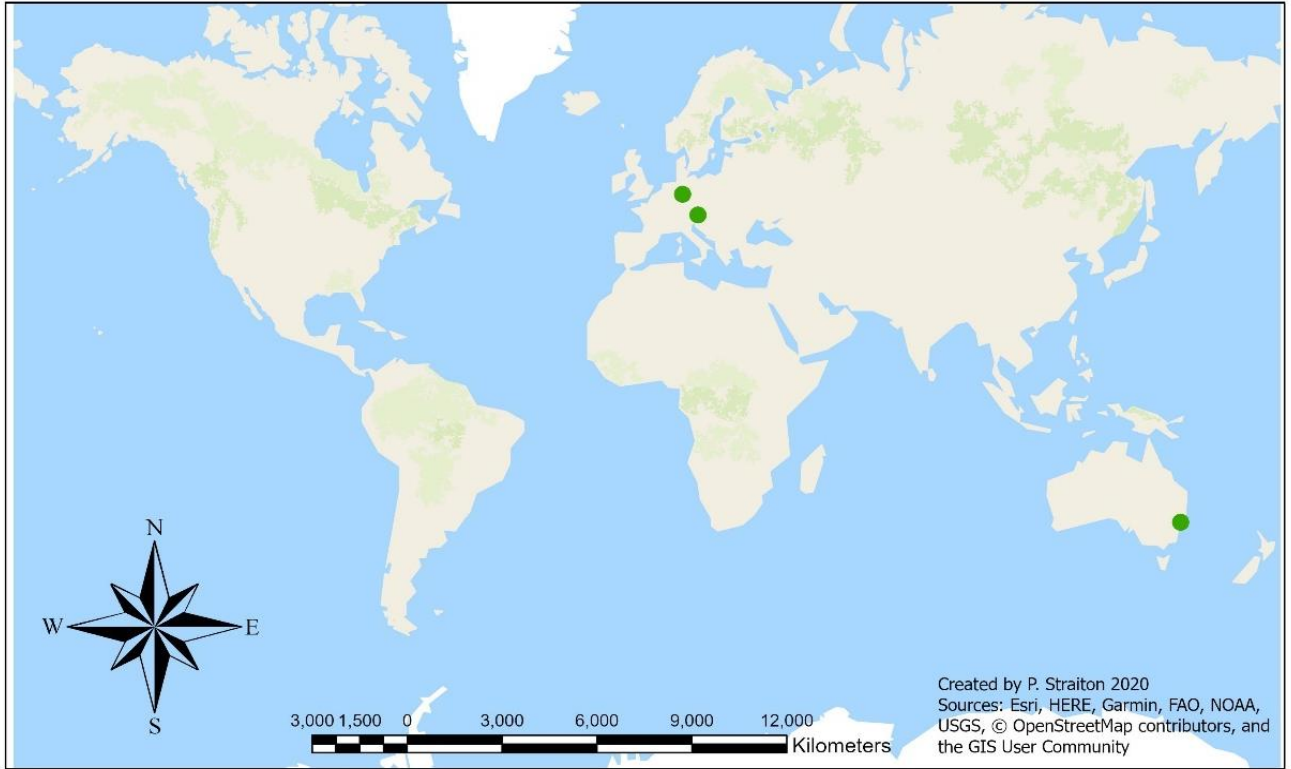 N
W E
S
3,000 1,500 0 3,000 6,000 9,000 12,000
Kilometers
Created by P. Straiton 2020
Sources: Esri, HERE, Garmin, FAO, NOAA,
USGS, © OpenStreetMap contributors, and
the GIS User Community